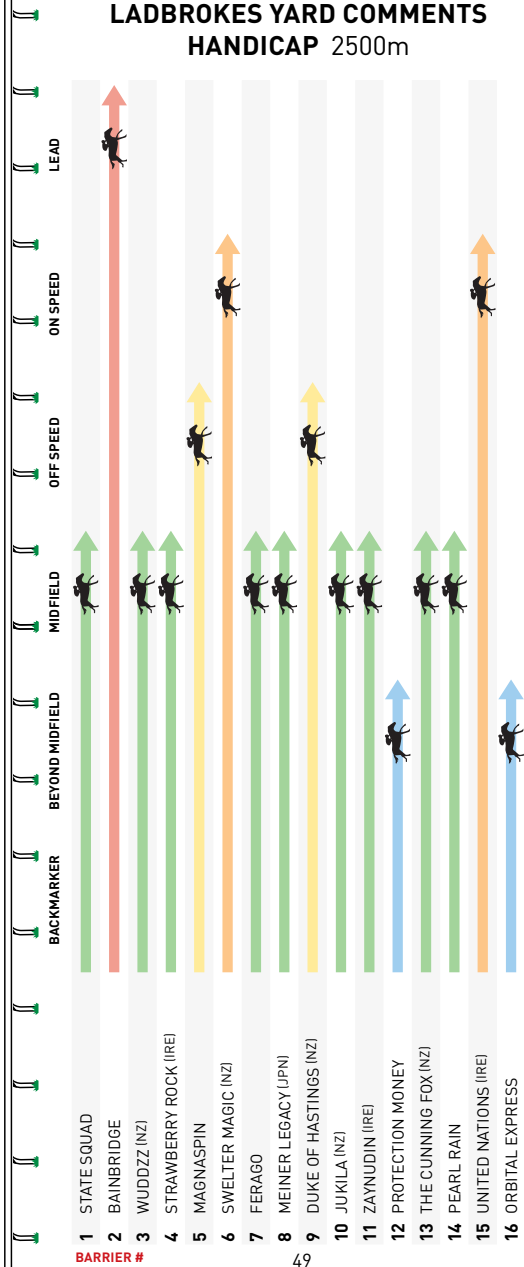 LADBROKES YARD COMMENTS
HANDICAP 2500m
LEAD
ON SPEED
OFF SPEED
MIDFIELD
BEYOND MIDFIELD
BACKMARKER
1 STATE SQUAD
2 BAINBRIDGE
3 WUDDZZ (NZ)
4 STRAWBERRY ROCK (IRE)
5 MAGNASPIN
6 SWELTER MAGIC (NZ)
7 FERAGO
8 MEINER LEGACY (JPN)
9 DUKE OF HASTINGS (NZ)
10 JUKILA (NZ)
11 ZAYNUDIN (IRE)
12 PROTECTION MONEY
13 THE CUNNING FOX (NZ)
14 PEARL RAIN
15 UNITED NATIONS (IRE)
16 ORBITAL EXPRESS
BARRIER #
49